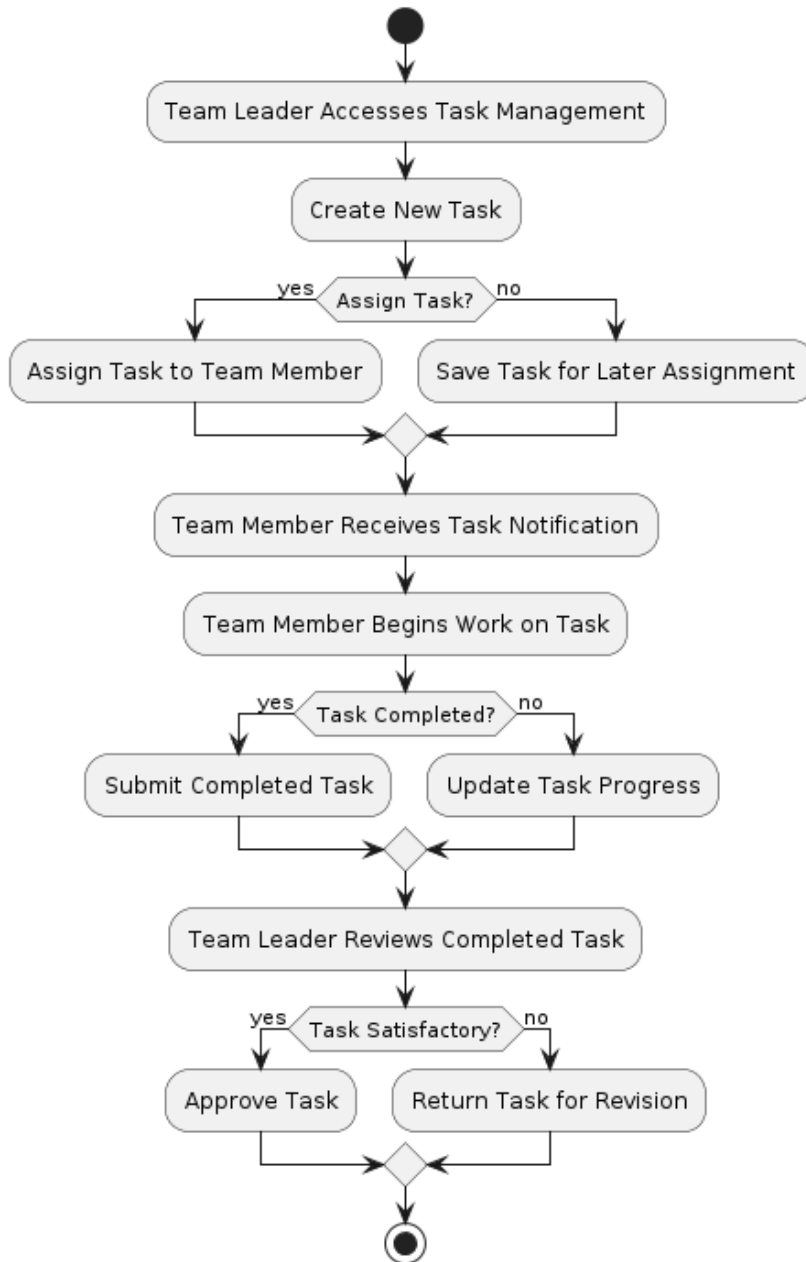 Team Leader Accesses Task Management
Create New Task
yes
Assign Task?
no
Assign Task to Team Member
Save Task for Later Assignment
Team Member Receives Task Notification
Team Member Begins Work on Task
yes
Task Completed?
no
Submit Completed Task
Update Task Progress
Team Leader Reviews Completed Task
yes
Task Satisfactory?
no
Approve Task
Return Task for Revision